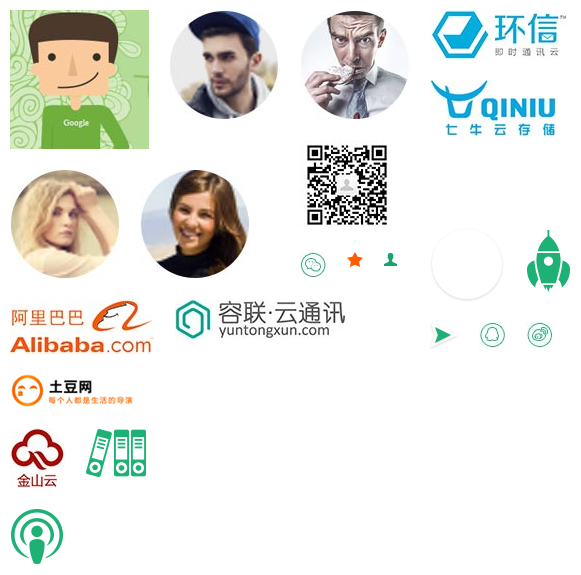 Google
环信™
即时通讯云
QINIU
七牛云存储
阿里巴巴
Alibaba.com
容联·云通讯
yuntongxun.com
土豆网
每个人都是生活的导演
金山云